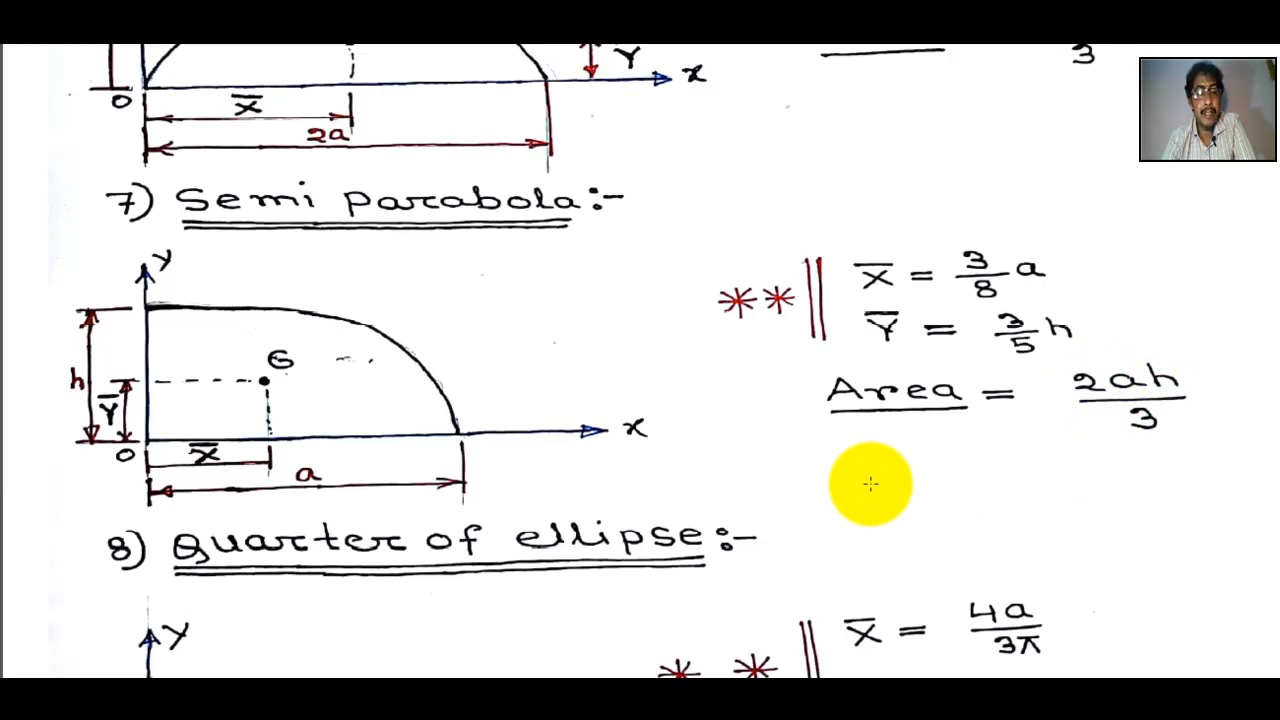 Y
3
x
0
X̅
2a
7) Semi parabola:-
Y
** || X̅ = 3/8 a
Y̅ = 3/5 h
G
h
Y̅
Area = 2ah/3
x
0
X̅
a
8) Quarter of ellipse:-
Y
** || X̅ = 4a/3π